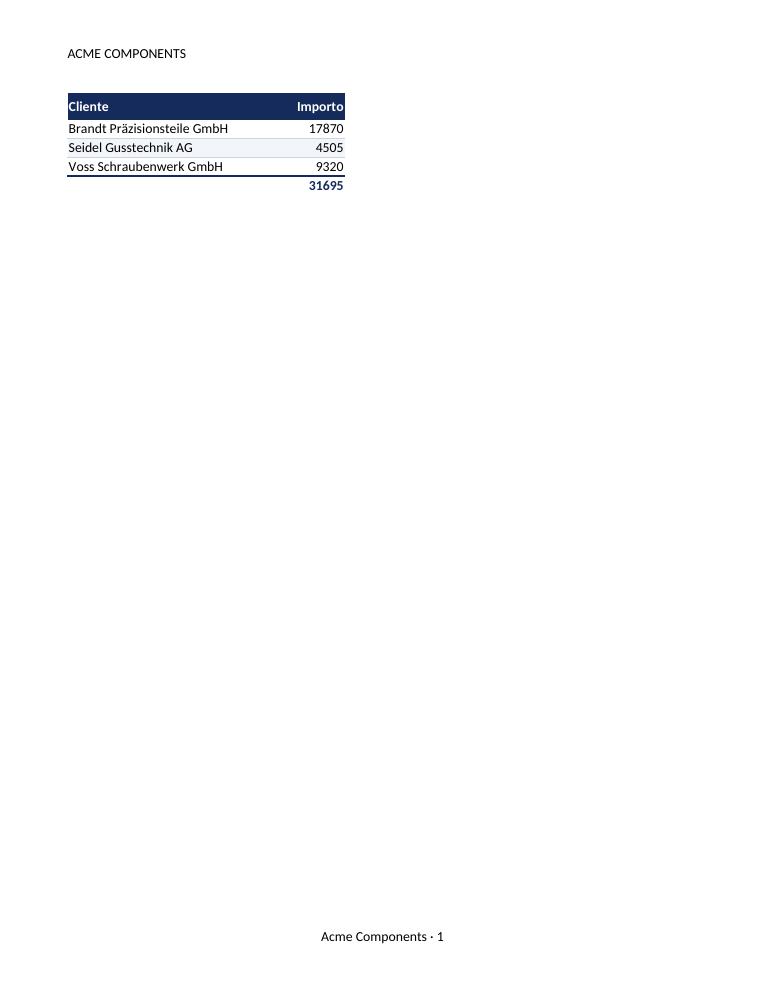 ACME COMPONENTS
Cliente Importo
Brandt Präzisionsteile GmbH 17870
Seidel Gusstechnik AG 4505
Voss Schraubenwerk GmbH 9320
31695
Acme Components · 1